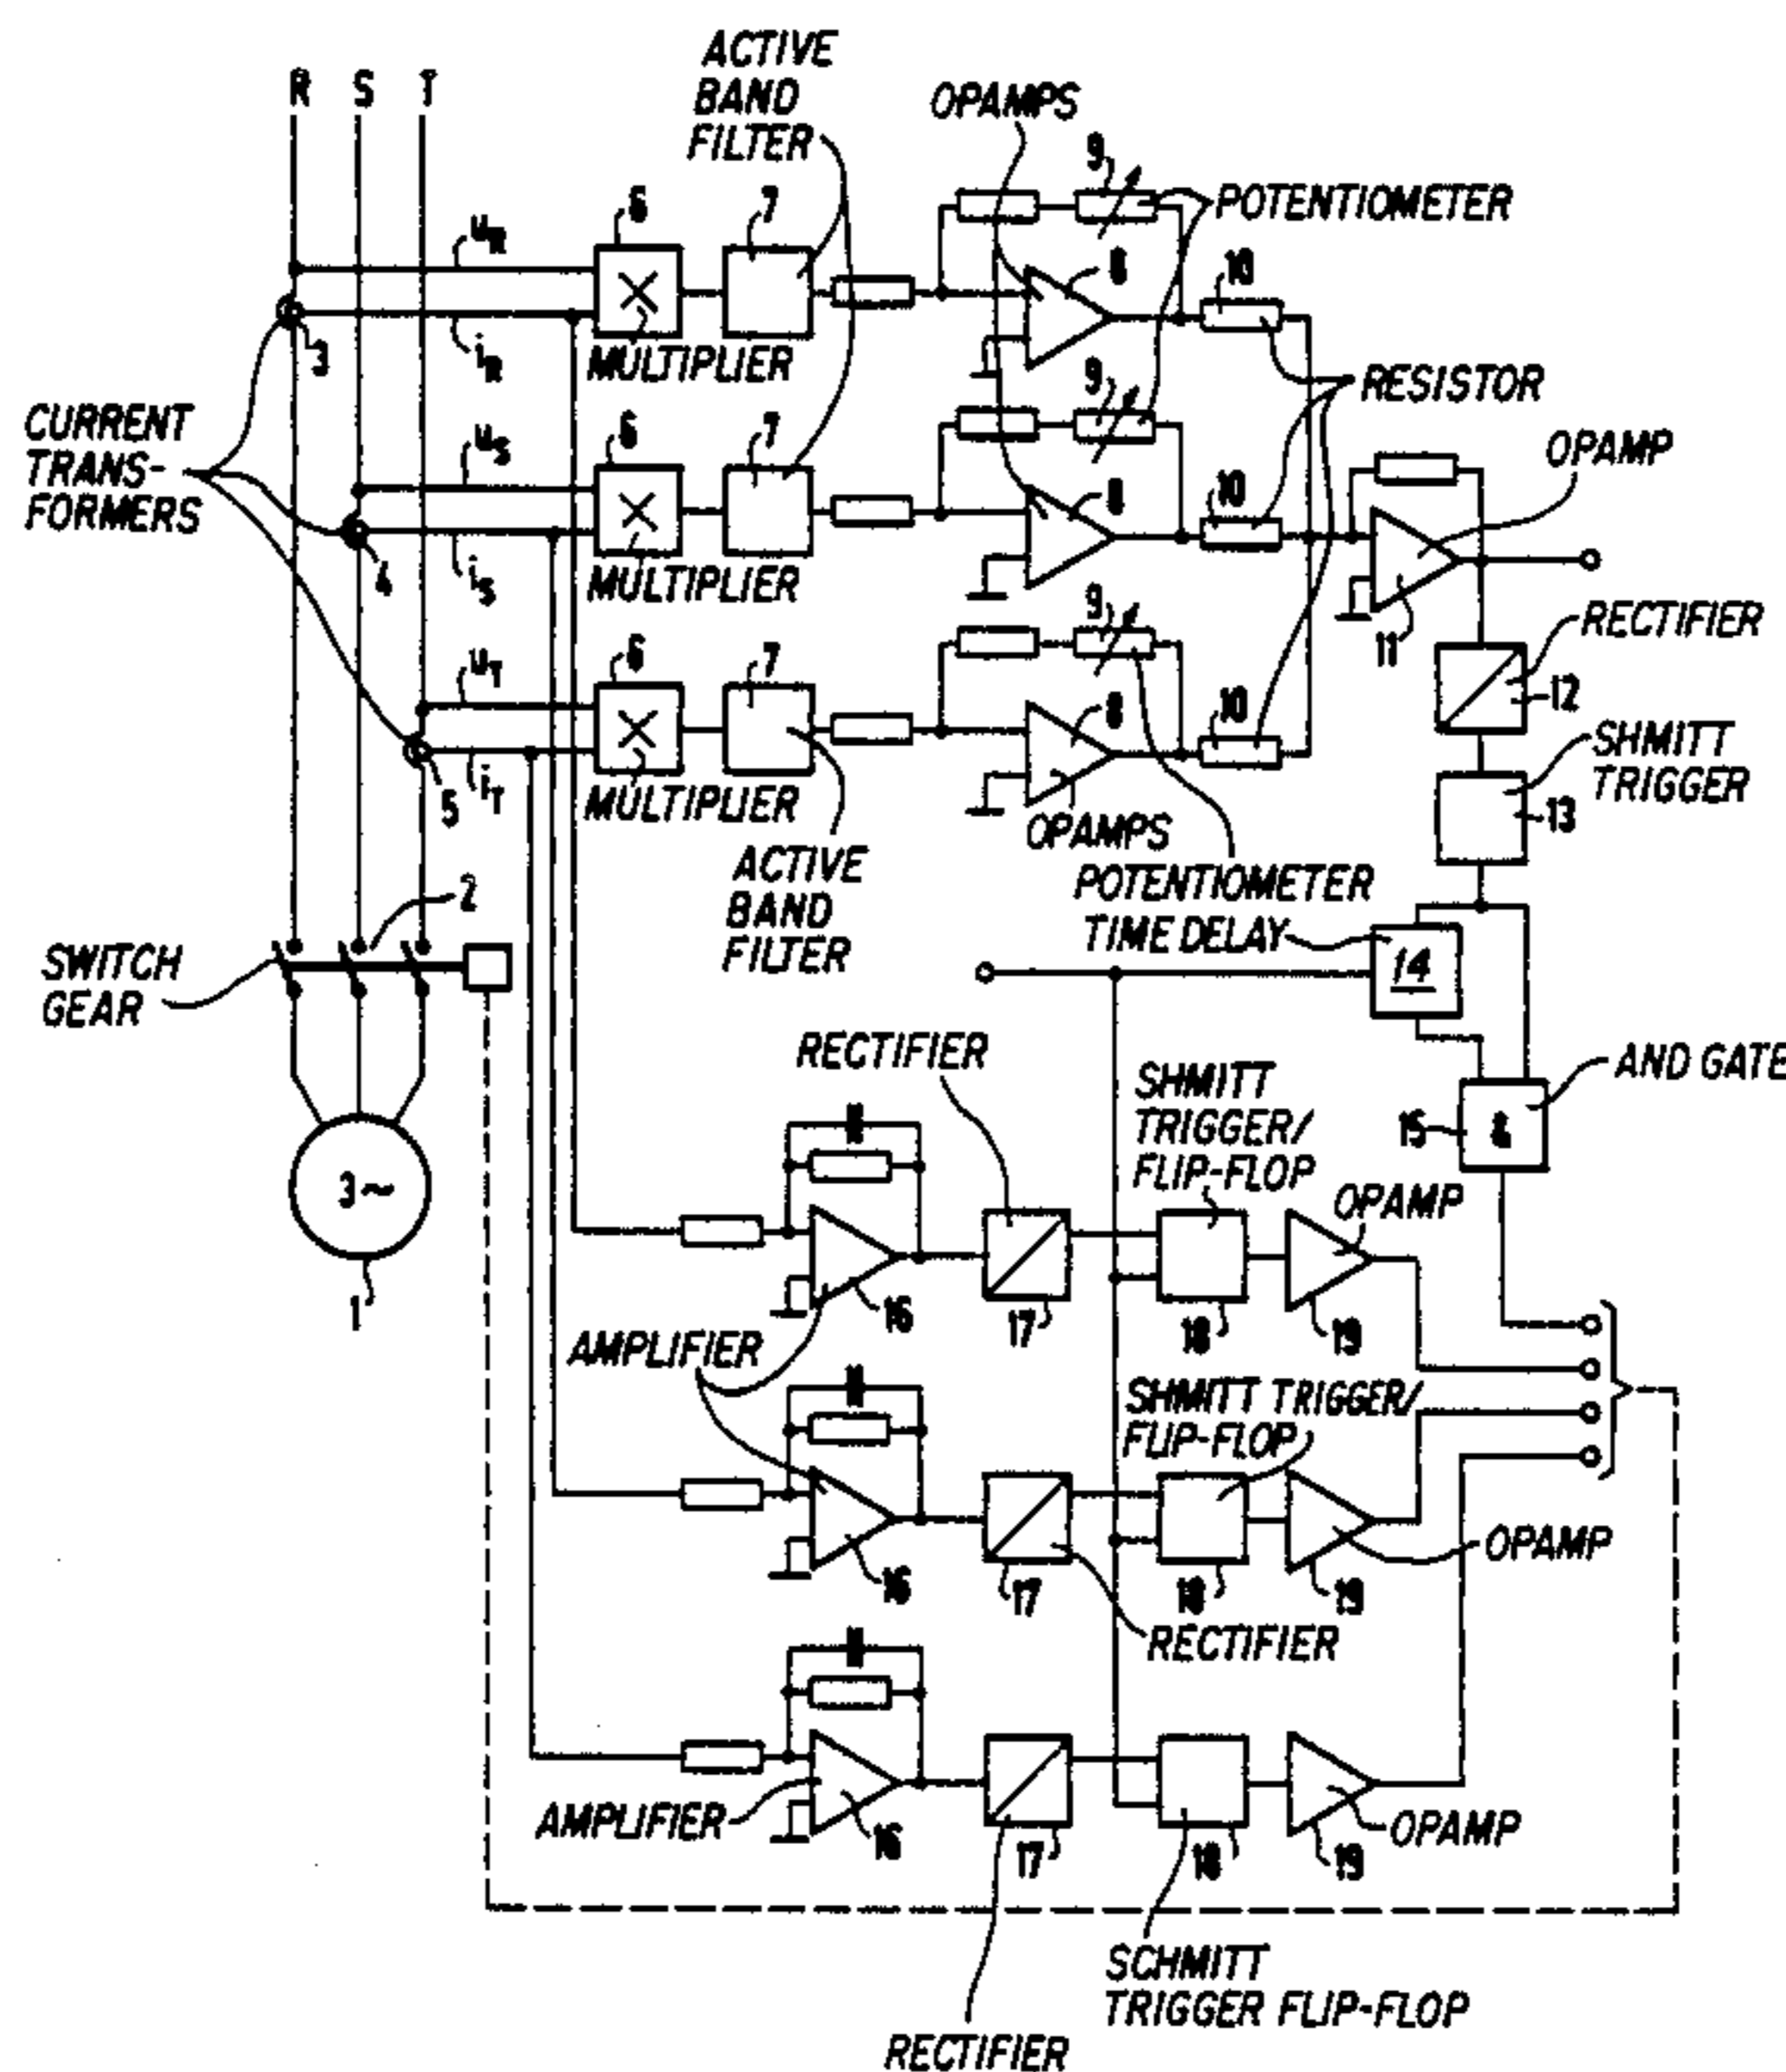 R S T
ACTIVE
BAND
FILTER
OPAMPS
9
POTENTIOMETER
6
7
uR
8
10
3
iR
MULTIPLIER
RESISTOR
CURRENT
TRANS-
FORMERS
6
7
9
uS
8
10
OPAMP
4
iS
MULTIPLIER
9
11
RECTIFIER
12
6
7
uT
8
10
SHMITT
TRIGGER
13
5
iT
MULTIPLIER
OPAMPS
ACTIVE
BAND
FILTER
POTENTIOMETER
TIME DELAY
14
2
SWITCH
GEAR
RECTIFIER
AND GATE
15
&
SHMITT
TRIGGER/
FLIP-FLOP
OPAMP
3~
1
16
17
18
19
AMPLIFIER
SHMITT TRIGGER/
FLIP-FLOP
OPAMP
16
17
18
19
RECTIFIER
AMPLIFIER
16
17
18
19
OPAMP
SCHMITT
TRIGGER FLIP-FLOP
RECTIFIER